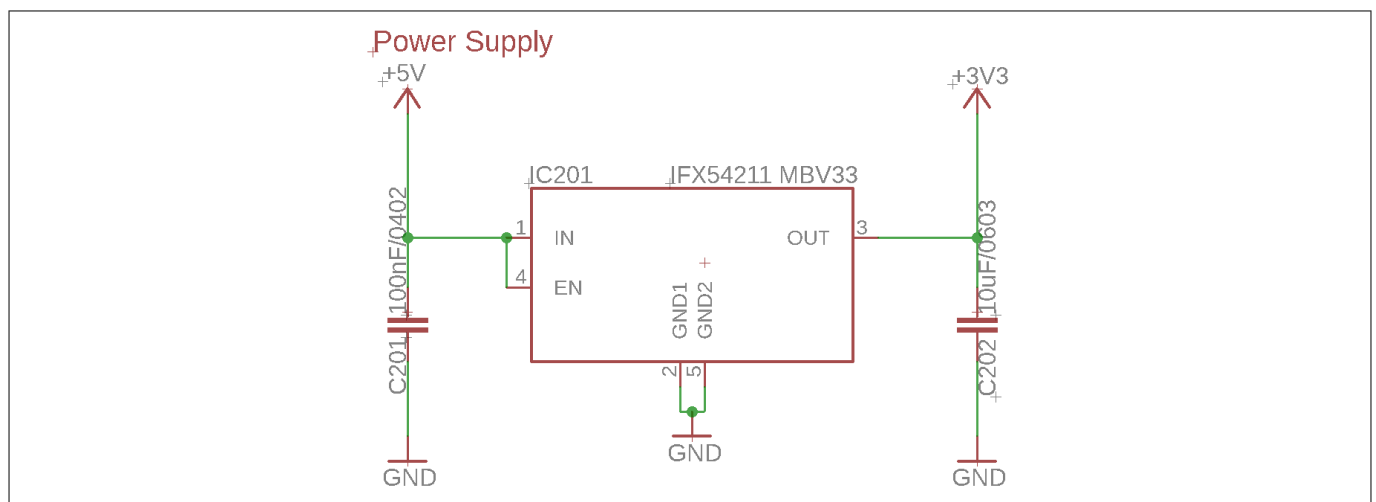 Power Supply
+5V
+3V3
IC201
IFX54211 MBV33
100nF/0402
C201
1
IN
4
EN
GND1
GND2
2
5
OUT
3
10uF/0603
C202
GND
GND
GND